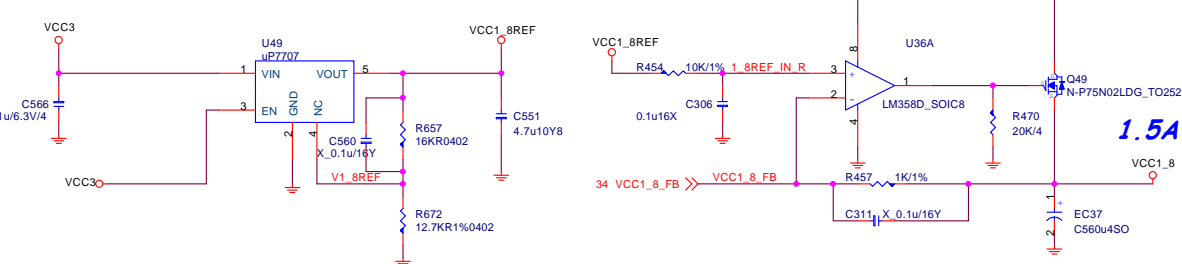 VCC3
VCC1_8REF
U49
uP7707
1
VIN
VOUT
5
3
EN
GND
NC
2
4
C566
1u/6.3V/4
VCC3
C560
X_0.1u/16Y
R657
16KR0402
C551
4.7u10Y8
V1_8REF
R672
12.7KR1%0402
VCC1_8REF
R454
10K/1%
1_8REF_IN_R
C306
0.1u16X
U36A
8
3
+
2
-
1
4
LM358D_SOIC8
Q49
N-P75N02LDG_TO252
R470
20K/4
1.5A
VCC1_8
34 VCC1_8_FB
VCC1_8_FB
R457
1K/1%
C311
X_0.1u/16Y
1
+
2
EC37
C560u4SO